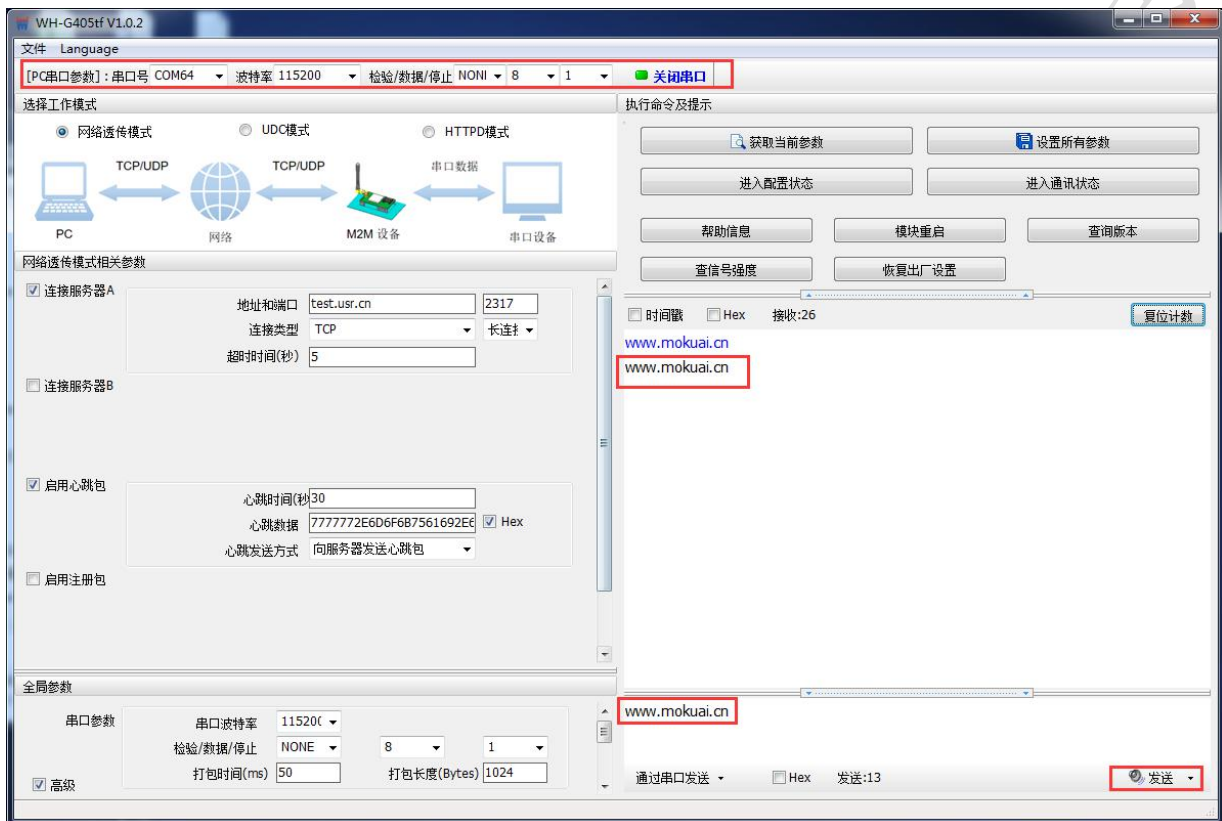 WH-G405tf V1.0.2
文件 Language
[PC串口参数]:串口号 COM64 波特率 115200 检验/数据/停止 NONI 8 1 关闭串口
选择工作模式
网络透传模式 UDC模式 HTTPD模式
TCP/UDP TCP/UDP 串口数据
PC 网络 M2M 设备 串口设备
网络透传模式相关参数
连接服务器A
地址和端口 test.usr.cn 2317
连接类型 TCP 长连接
超时时间(秒) 5
连接服务器B
启用心跳包
心跳时间(秒 30
心跳数据 7777772E6D6F6B7561692E6 Hex
心跳发送方式 向服务器发送心跳包
启用注册包
全局参数
串口参数 串口波特率 115200
检验/数据/停止 NONE 8 1
打包时间(ms) 50 打包长度(Bytes) 1024
高级
执行命令及提示
获取当前参数 设置所有参数
进入配置状态 进入通讯状态
帮助信息 模块重启 查询版本
查信号强度 恢复出厂设置
时间戳 Hex 接收:26 复位计数
www.mokuai.cn
www.mokuai.cn
www.mokuai.cn
通过串口发送 Hex 发送:13 发送